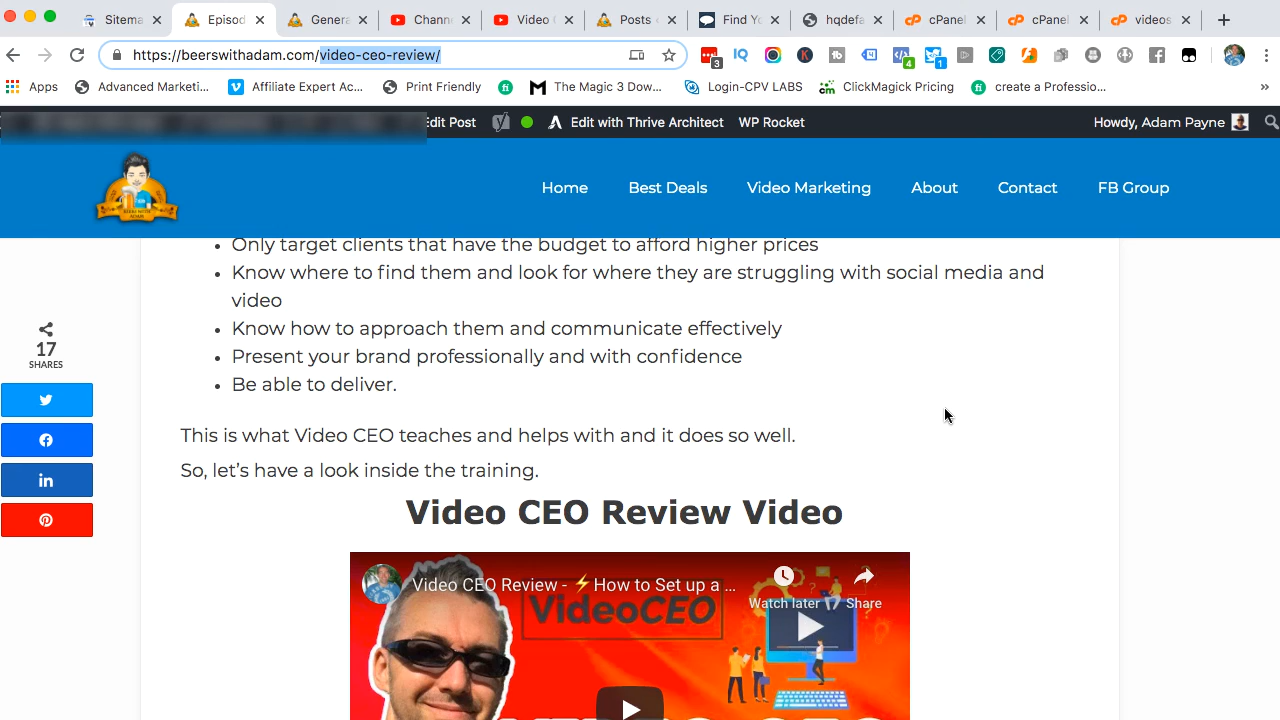 Sitema
Episod
Genera
Chann
Video C
Posts
Find Yo
hqdefa
cPanel
cPanel
videos
https://beerswithadam.com/video-ceo-review/
3
4
1
Apps
Advanced Marketi...
Affiliate Expert Ac...
Print Friendly
The Magic 3 Dow...
Login-CPV LABS
ClickMagick Pricing
create a Professio...
»
Edit Post
Edit with Thrive Architect
WP Rocket
Howdy, Adam Payne
Home
Best Deals
Video Marketing
About
Contact
FB Group
• Only target clients that have the budget to afford higher prices
• Know where to find them and look for where they are struggling with social media and
video
• Know how to approach them and communicate effectively
• Present your brand professionally and with confidence
• Be able to deliver.
17
SHARES
This is what Video CEO teaches and helps with and it does so well.
So, let's have a look inside the training.
Video CEO Review Video
Video CEO Review - ⚡How to Set up a ...
Watch later
Share
VideoCEO